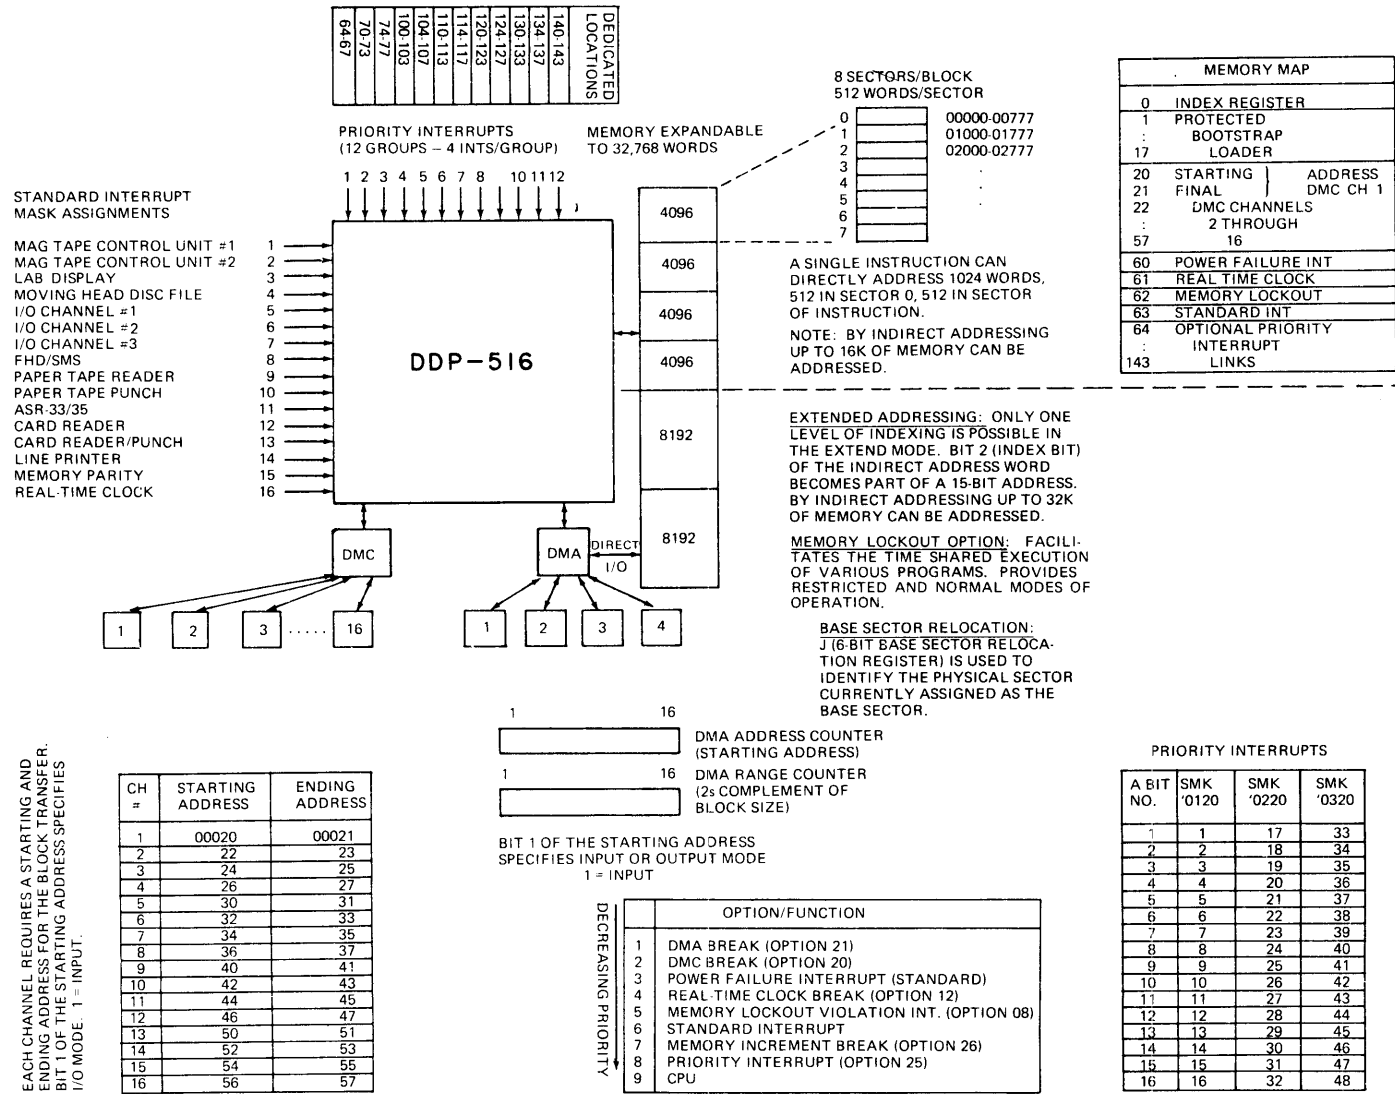 64-67
70-73
74-77
100-103
104-107
110-113
114-117
120-123
124-127
130-133
134-137
140-143
DEDICATED
LOCATIONS
PRIORITY INTERRUPTS
(12 GROUPS – 4 INTS/GROUP)
1 2 3 4 5 6 7 8 10 11 12
MEMORY EXPANDABLE
TO 32,768 WORDS
8 SECTORS/BLOCK
512 WORDS/SECTOR
0 00000-00777
1 01000-01777
2 02000-02777
3
4
5
6
7
MEMORY MAP
0 INDEX REGISTER
1 PROTECTED
: BOOTSTRAP
17 LOADER
20 STARTING ADDRESS
21 FINAL DMC CH 1
22 DMC CHANNELS
: 2 THROUGH
57 16
60 POWER FAILURE INT
61 REAL TIME CLOCK
62 MEMORY LOCKOUT
63 STANDARD INT
64 OPTIONAL PRIORITY
: INTERRUPT
143 LINKS
STANDARD INTERRUPT
MASK ASSIGNMENTS
MAG TAPE CONTROL UNIT #1 1
MAG TAPE CONTROL UNIT #2 2
LAB DISPLAY 3
MOVING HEAD DISC FILE 4
I/O CHANNEL #1 5
I/O CHANNEL #2 6
I/O CHANNEL #3 7
FHD/SMS 8
PAPER TAPE READER 9
PAPER TAPE PUNCH 10
ASR-33/35 11
CARD READER 12
CARD READER/PUNCH 13
LINE PRINTER 14
MEMORY PARITY 15
REAL-TIME CLOCK 16
DDP-516
4096
4096
4096
4096
8192
8192
A SINGLE INSTRUCTION CAN
DIRECTLY ADDRESS 1024 WORDS,
512 IN SECTOR 0, 512 IN SECTOR
OF INSTRUCTION.
NOTE: BY INDIRECT ADDRESSING
UP TO 16K OF MEMORY CAN BE
ADDRESSED.
EXTENDED ADDRESSING: ONLY ONE
LEVEL OF INDEXING IS POSSIBLE IN
THE EXTEND MODE. BIT 2 (INDEX BIT)
OF THE INDIRECT ADDRESS WORD
BECOMES PART OF A 15-BIT ADDRESS.
BY INDIRECT ADDRESSING UP TO 32K
OF MEMORY CAN BE ADDRESSED.
MEMORY LOCKOUT OPTION: FACILI-
TATES THE TIME SHARED EXECUTION
OF VARIOUS PROGRAMS. PROVIDES
RESTRICTED AND NORMAL MODES OF
OPERATION.
BASE SECTOR RELOCATION:
J (6-BIT BASE SECTOR RELOCA-
TION REGISTER) IS USED TO
IDENTIFY THE PHYSICAL SECTOR
CURRENTLY ASSIGNED AS THE
BASE SECTOR.
DMC
DMA
DIRECT
I/O
1 2 3 ..... 16
1 2 3 4
1 16
DMA ADDRESS COUNTER
(STARTING ADDRESS)
1 16
DMA RANGE COUNTER
(2s COMPLEMENT OF
BLOCK SIZE)
BIT 1 OF THE STARTING ADDRESS
SPECIFIES INPUT OR OUTPUT MODE
1 = INPUT
EACH CHANNEL REQUIRES A STARTING AND
ENDING ADDRESS FOR THE BLOCK TRANSFER.
BIT 1 OF THE STARTING ADDRESS SPECIFIES
I/O MODE. 1 = INPUT.
CH # STARTING ADDRESS ENDING ADDRESS
1 00020 00021
2 22 23
3 24 25
4 26 27
5 30 31
6 32 33
7 34 35
8 36 37
9 40 41
10 42 43
11 44 45
12 46 47
13 50 51
14 52 53
15 54 55
16 56 57
DECREASING PRIORITY
OPTION/FUNCTION
1 DMA BREAK (OPTION 21)
2 DMC BREAK (OPTION 20)
3 POWER FAILURE INTERRUPT (STANDARD)
4 REAL-TIME CLOCK BREAK (OPTION 12)
5 MEMORY LOCKOUT VIOLATION INT. (OPTION 08)
6 STANDARD INTERRUPT
7 MEMORY INCREMENT BREAK (OPTION 26)
8 PRIORITY INTERRUPT (OPTION 25)
9 CPU
PRIORITY INTERRUPTS
A BIT NO. SMK '0120 SMK '0220 SMK '0320
1 1 17 33
2 2 18 34
3 3 19 35
4 4 20 36
5 5 21 37
6 6 22 38
7 7 23 39
8 8 24 40
9 9 25 41
10 10 26 42
11 11 27 43
12 12 28 44
13 13 29 45
14 14 30 46
15 15 31 47
16 16 32 48